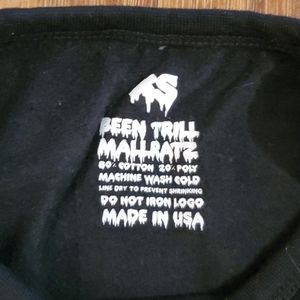 BEEN TRILL
MALLRATZ
80% COTTON 20% POLY
MACHINE WASH COLD
LINE DRY TO PREVENT SHRINKING
DO NOT IRON LOGO
MADE IN USA